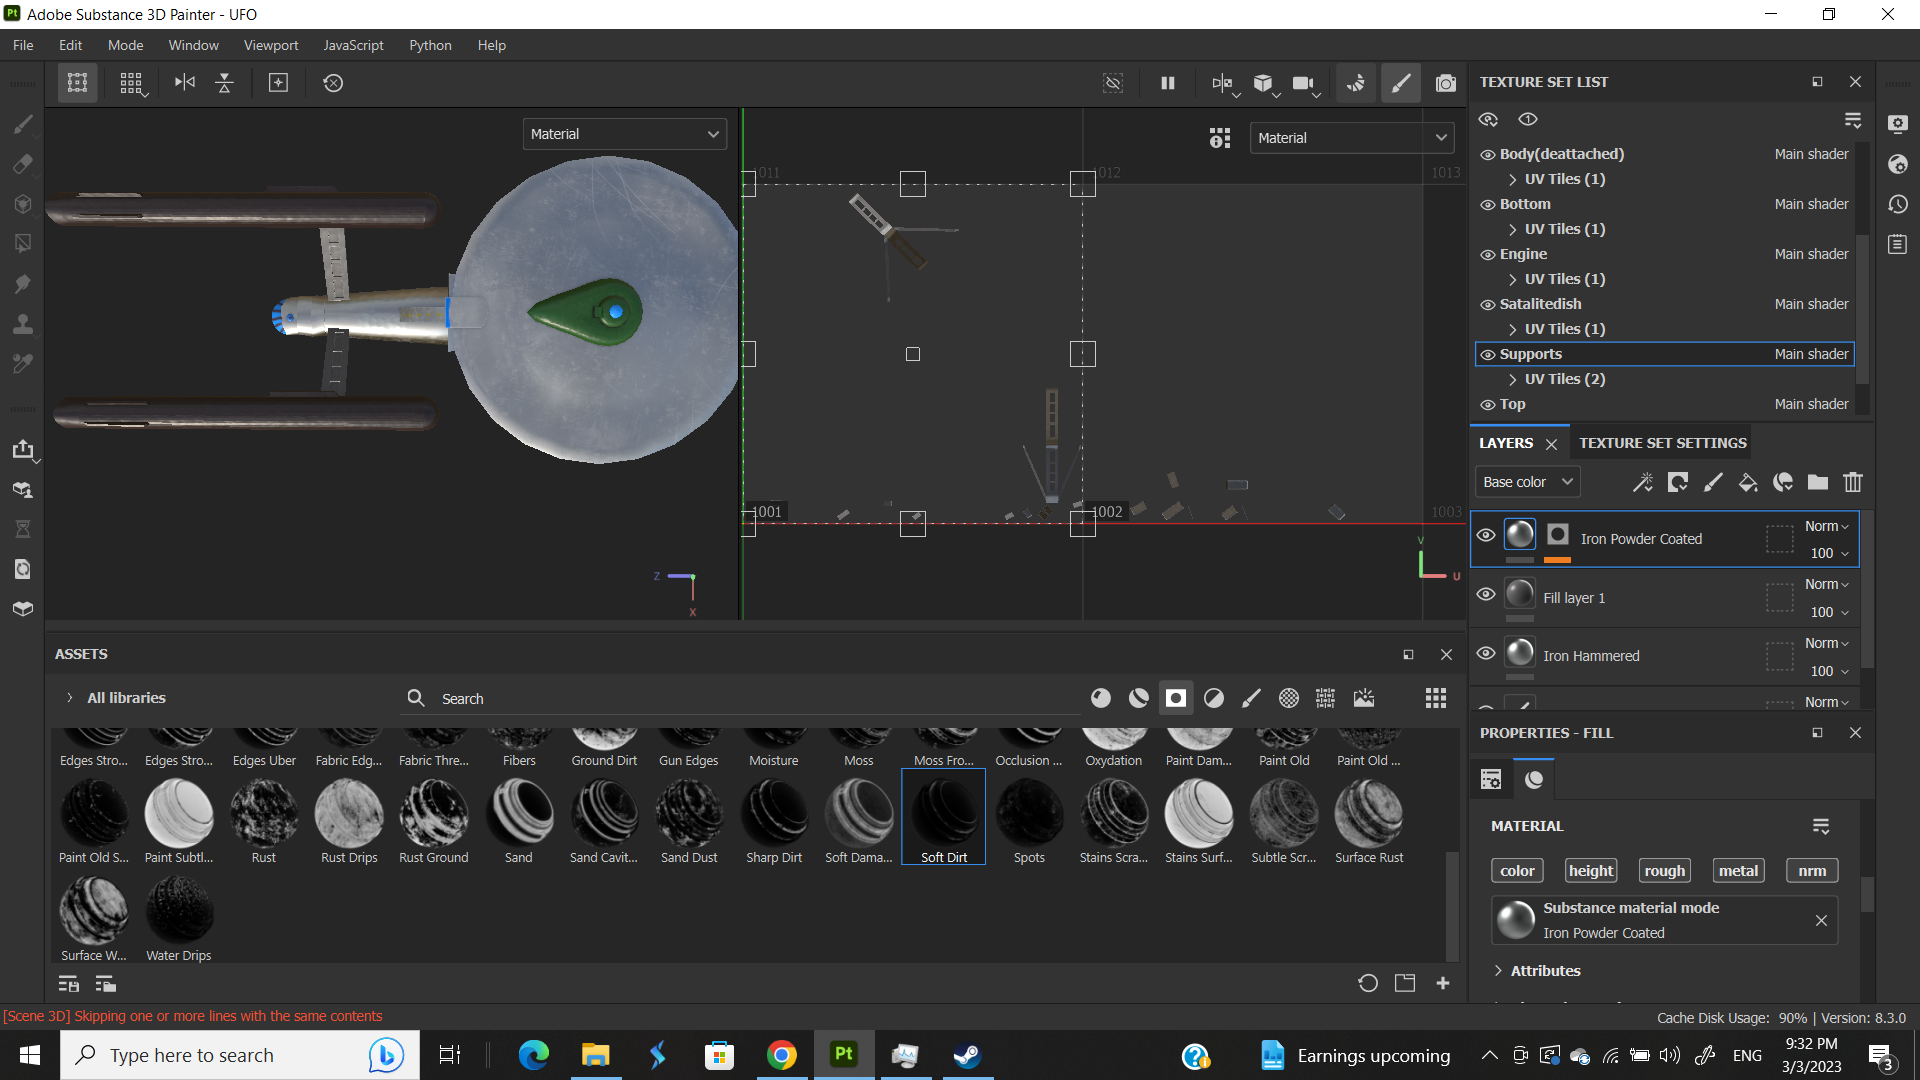 Pt Adobe Substance 3D Painter - UFO
File Edit Mode Window Viewport JavaScript Python Help
Material
Material
1011
1012
1013
1001
1002
1003
Z
X
V
U
TEXTURE SET LIST
Body(deattached) Main shader
UV Tiles (1)
Bottom Main shader
UV Tiles (1)
Engine Main shader
UV Tiles (1)
Satalitedish Main shader
UV Tiles (1)
Supports Main shader
UV Tiles (2)
Top Main shader
LAYERS TEXTURE SET SETTINGS
Base color
Iron Powder Coated Norm 100
Fill layer 1 Norm 100
Iron Hammered Norm 100
Norm
PROPERTIES - FILL
MATERIAL
color height rough metal nrm
Substance material mode
Iron Powder Coated
Attributes
ASSETS
All libraries Search
Edges Stro... Edges Stro... Edges Uber Fabric Edg... Fabric Thre... Fibers Ground Dirt Gun Edges Moisture Moss Moss Fro... Occlusion ... Oxydation Paint Dam... Paint Old Paint Old ...
Paint Old S... Paint Subtl... Rust Rust Drips Rust Ground Sand Sand Cavit... Sand Dust Sharp Dirt Soft Dama... Soft Dirt Spots Stains Scra... Stains Surf... Subtle Scr... Surface Rust
Surface W... Water Drips
[Scene 3D] Skipping one or more lines with the same contents
Cache Disk Usage: 90% | Version: 8.3.0
Type here to search
Pt
Earnings upcoming
ENG
9:32 PM
3/3/2023
3